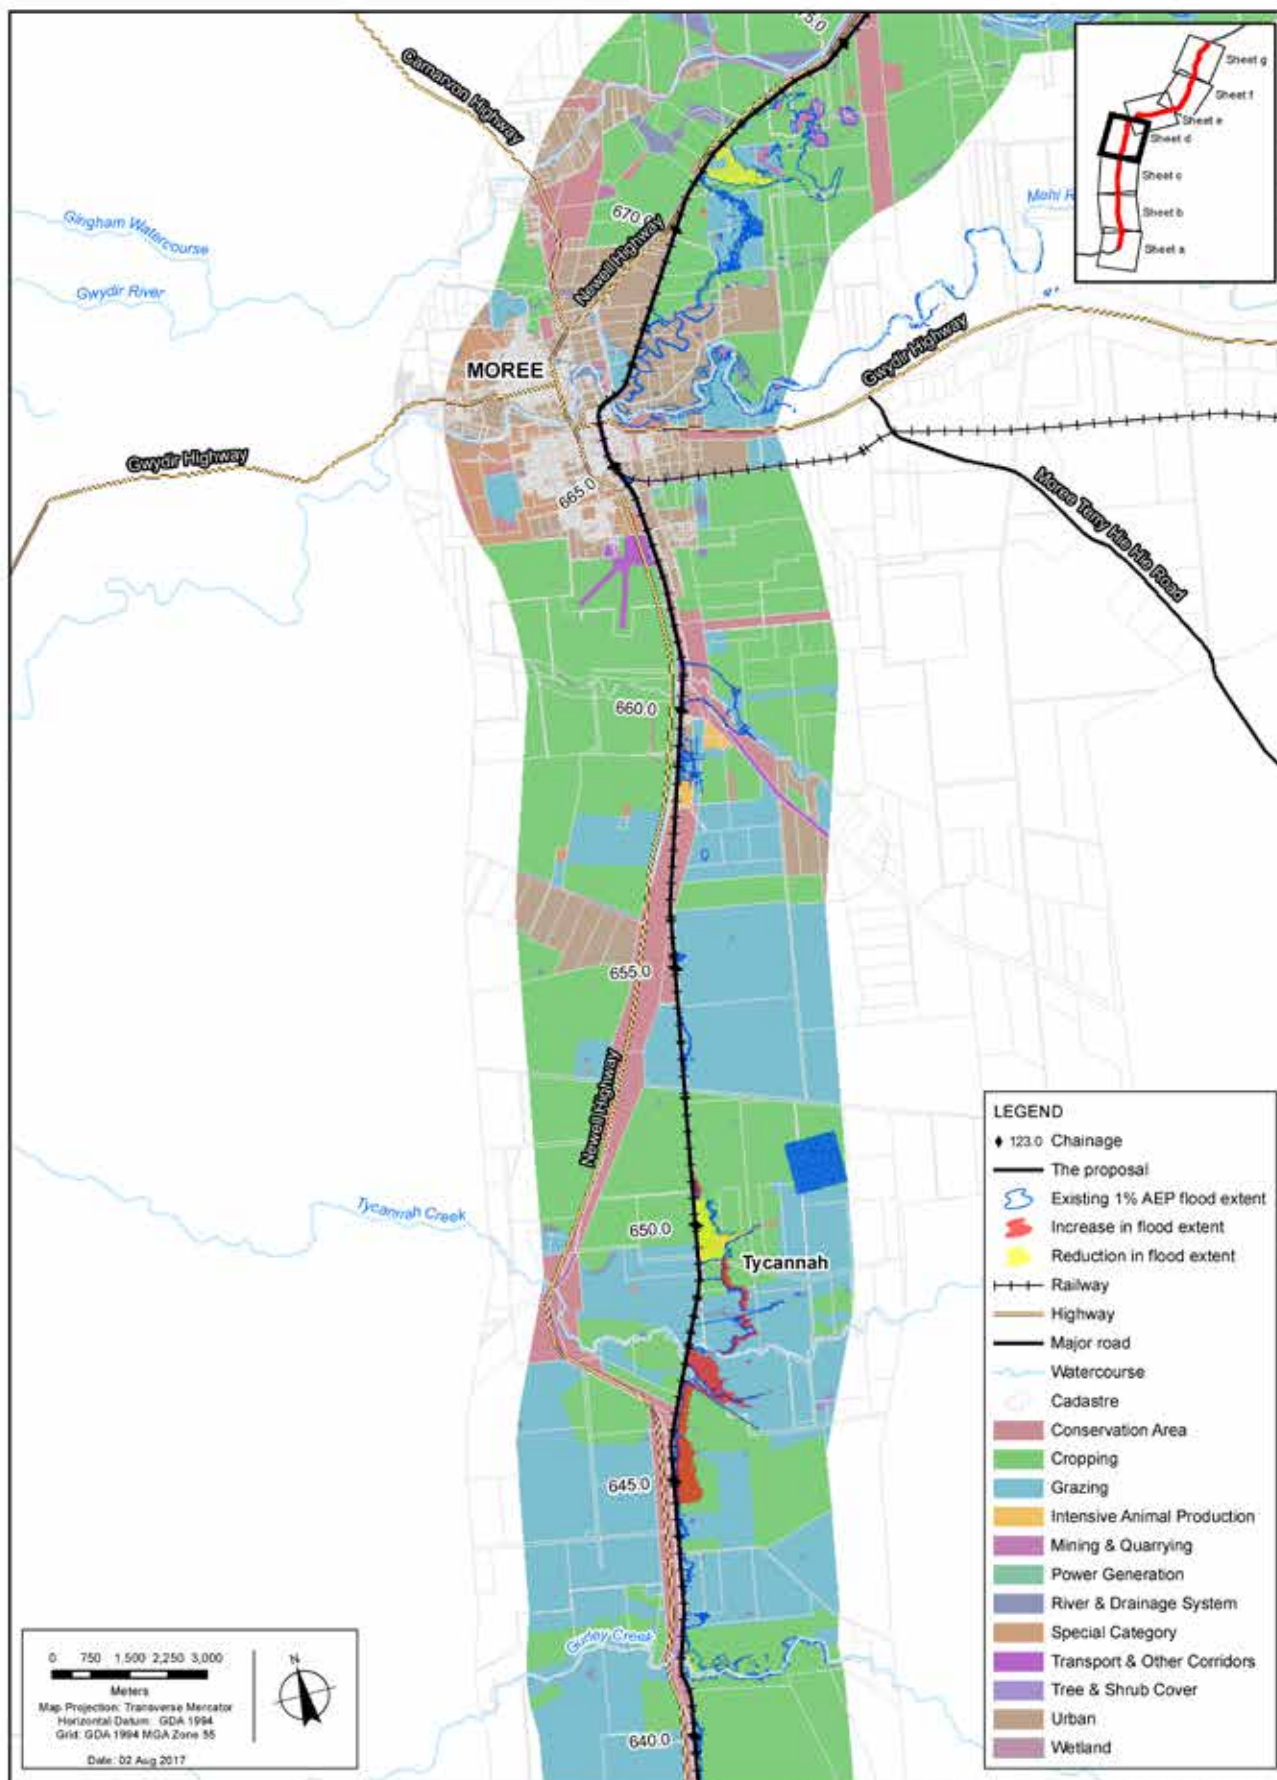 Carnarvon Highway
675.0
Sheet g
Sheet f
Sheet e
Sheet d
Sheet c
Sheet b
Sheet a
Gingham Watercourse
Gwydir River
670.0
Newell Highway
Mehi R
MOREE
Gwydir Highway
Gwydir Highway
665.0
Moree Terry Hie Hie Road
660.0
655.0
Newell Highway
Tycannah Creek
650.0
Tycannah
645.0
Gurley Creek
640.0
LEGEND
123.0 Chainage
The proposal
Existing 1% AEP flood extent
Increase in flood extent
Reduction in flood extent
Railway
Highway
Major road
Watercourse
Cadastre
Conservation Area
Cropping
Grazing
Intensive Animal Production
Mining & Quarrying
Power Generation
River & Drainage System
Special Category
Transport & Other Corridors
Tree & Shrub Cover
Urban
Wetland
0 750 1,500 2,250 3,000
Meters
Map Projection: Transverse Mercator
Horizontal Datum: GDA 1994
Grid: GDA 1994 MGA Zone 55
Date: 02 Aug 2017
N